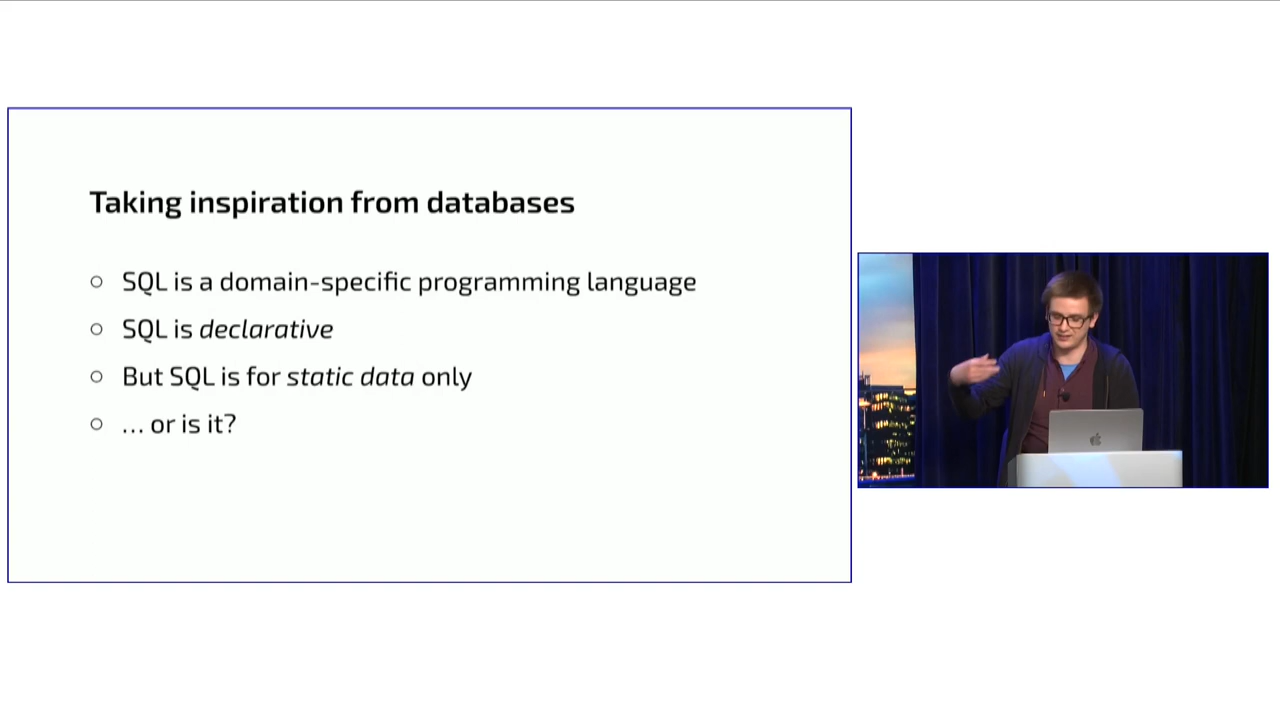 Taking inspiration from databases
SQL is a domain-specific programming language
SQL is declarative
But SQL is for static data only
... or is it?